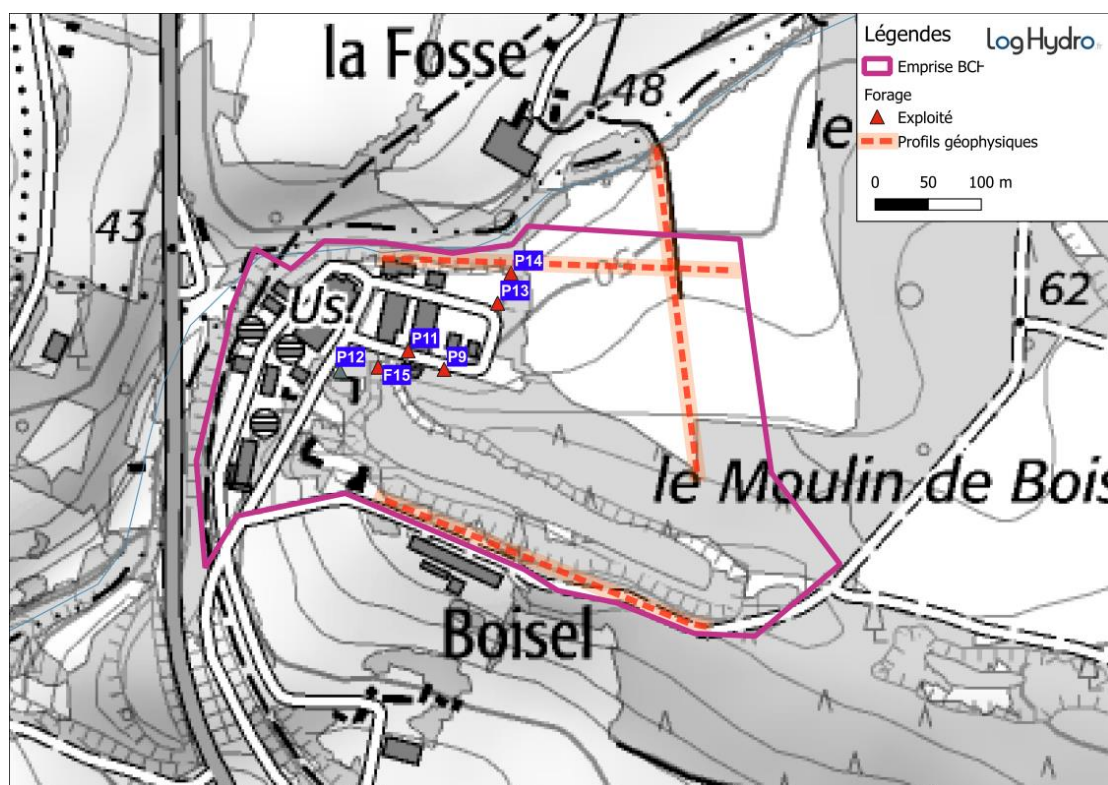 la Fosse
48
le
43
Us.
P14
P13
P11
P12
P9
F15
62
le Moulin de Bois
Boisel
Légendes
LogHydro.fr
Emprise BCH
Forage
Exploité
Profils géophysiques
0 50 100 m